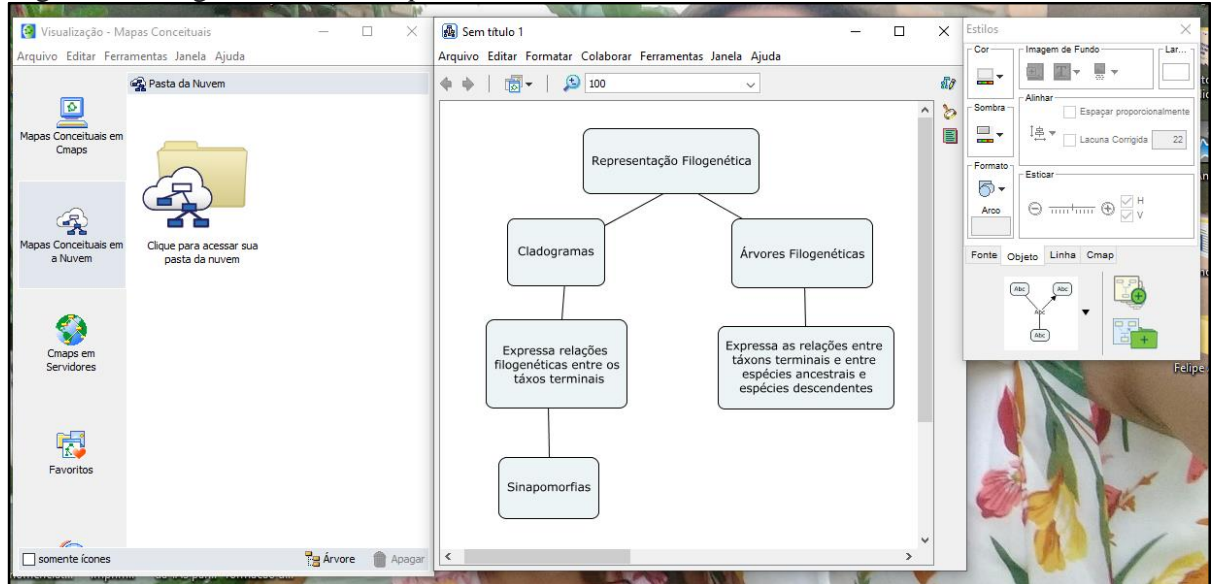 Visualização - Mapas Conceituais
Arquivo Editar Ferramentas Janela Ajuda
Pasta da Nuvem
Mapas Conceituais em
Cmaps
Mapas Conceituais em
a Nuvem
Clique para acessar sua
pasta da nuvem
Cmaps em
Servidores
Favoritos
somente ícones
Árvore
Apagar
Sem título 1
Arquivo Editar Formatar Colaborar Ferramentas Janela Ajuda
100
Representação Filogenética
Cladogramas
Árvores Filogenéticas
Expressa relações
filogenéticas entre os
táxos terminais
Expressa as relações entre
táxons terminais e entre
espécies ancestrais e
espécies descendentes
Sinapomorfias
Estilos
Cor
Imagem de Fundo
Lar...
Sombra
Alinhar
Espaçar proporcionalmente
Lacuna Corrigida 22
Formato
Esticar
H
V
Arco
Fonte Objeto Linha Cmap
Abc Abc
Abc
Abc
Felipe